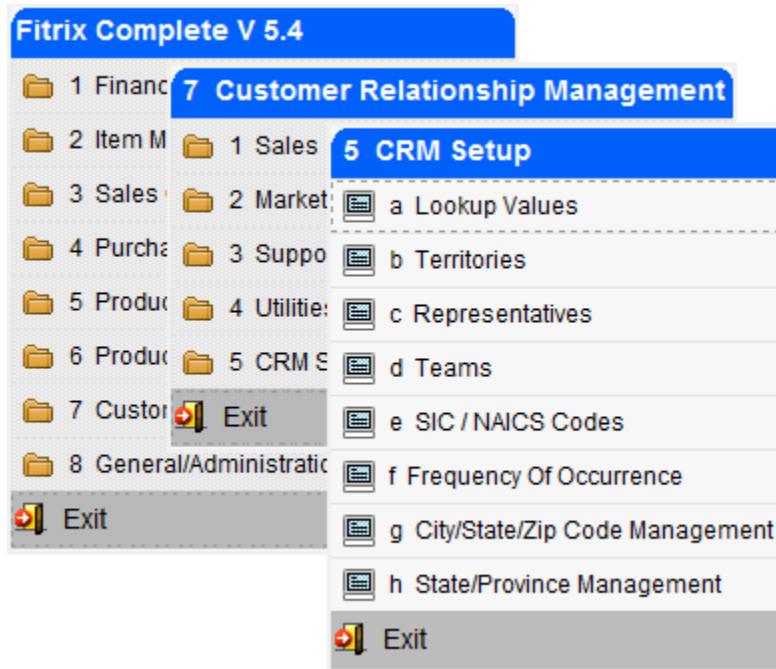 Fitrix Complete V 5.4
1 Financ
2 Item M
3 Sales
4 Purcha
5 Produc
6 Produc
7 Custor
8 General/Administratic
Exit
7 Customer Relationship Management
1 Sales
2 Market
3 Suppo
4 Utilities
5 CRM S
Exit
5 CRM Setup
a Lookup Values
b Territories
c Representatives
d Teams
e SIC / NAICS Codes
f Frequency Of Occurrence
g City/State/Zip Code Management
h State/Province Management
Exit